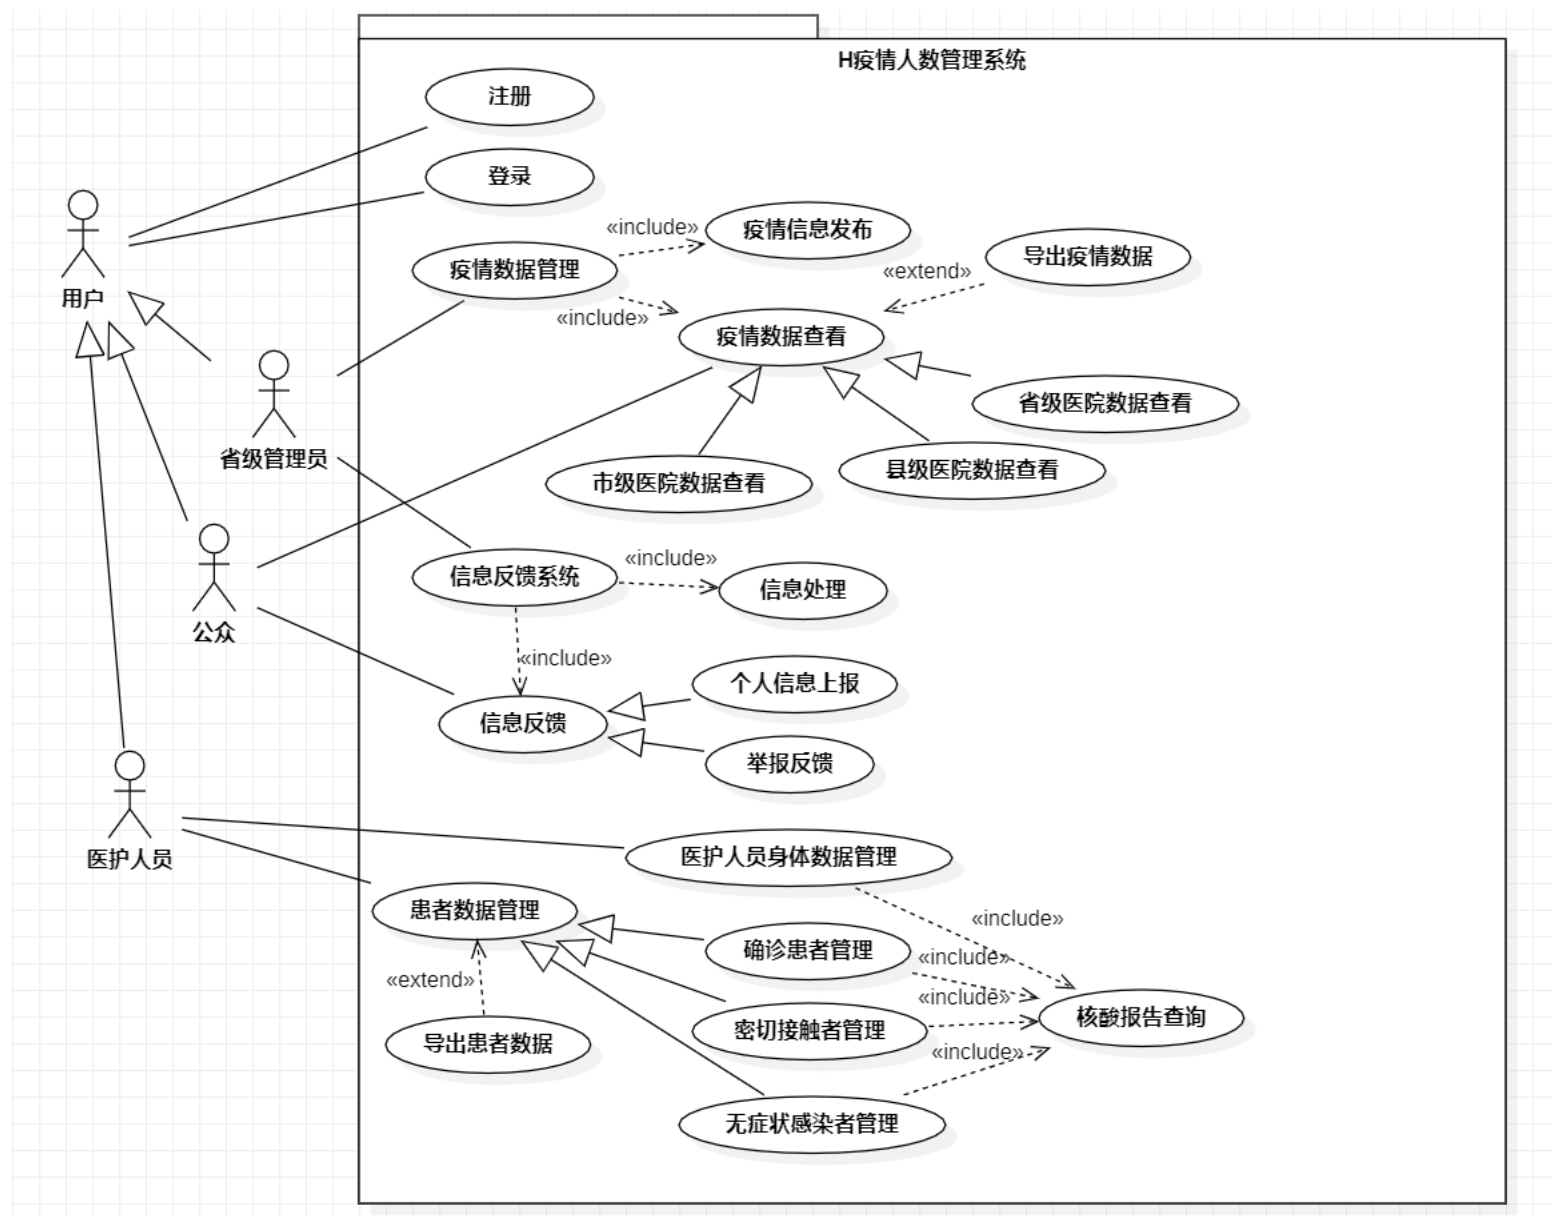 H疫情人数管理系统
注册
登录
用户
疫情数据管理
«include»
疫情信息发布
«include»
导出疫情数据
«extend»
疫情数据查看
省级管理员
省级医院数据查看
市级医院数据查看
县级医院数据查看
公众
信息反馈系统
«include»
信息处理
«include»
个人信息上报
信息反馈
举报反馈
医护人员
医护人员身体数据管理
患者数据管理
«include»
确诊患者管理
«include»
«extend»
«include»
核酸报告查询
密切接触者管理
导出患者数据
«include»
无症状感染者管理